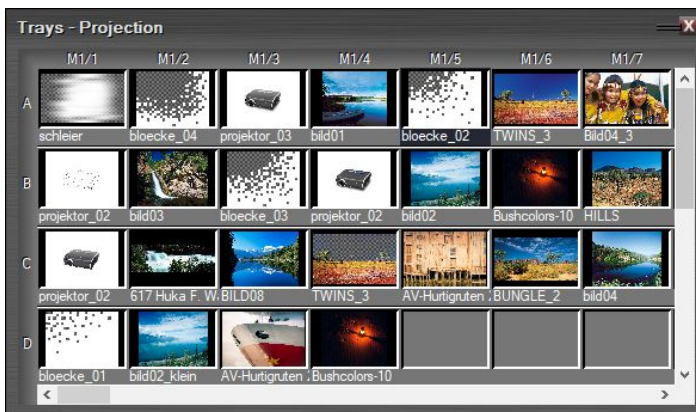 Trays - Projection
X
M1/1 M1/2 M1/3 M1/4 M1/5 M1/6 M1/7
A
schleier bloecke_04 projektor_03 bild01 bloecke_02 TWINS_3 Bild04_3
B
projektor_02 bild03 bloecke_03 projektor_02 bild02 Bushcolors-10 HILLS
C
projektor_02 617 Huka F. W. BILD08 TWINS_3 AV-Hurtigruten BUNGLE_2 bild04
D
bloecke_01 bild02_klein AV-Hurtigruten Bushcolors-10